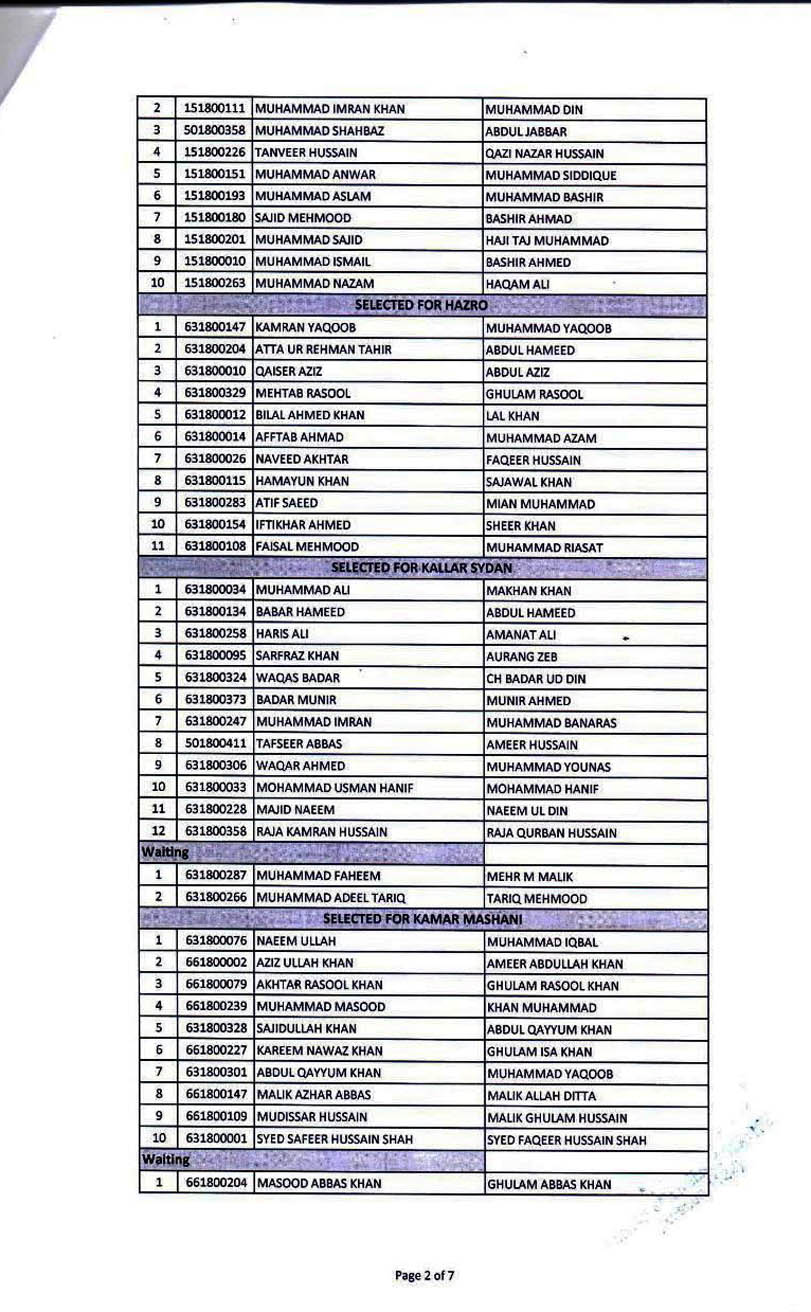 2 151800111 MUHAMMAD IMRAN KHAN MUHAMMAD DIN
3 501800358 MUHAMMAD SHAHBAZ ABDUL JABBAR
4 151800226 TANVEER HUSSAIN QAZI NAZAR HUSSAIN
5 151800151 MUHAMMAD ANWAR MUHAMMAD SIDDIQUE
6 151800193 MUHAMMAD ASLAM MUHAMMAD BASHIR
7 151800180 SAJID MEHMOOD BASHIR AHMAD
8 151800201 MUHAMMAD SAJID HAJI TAJ MUHAMMAD
9 151800010 MUHAMMAD ISMAIL BASHIR AHMED
10 151800263 MUHAMMAD NAZAM HAQAM ALI
SELECTED FOR HAZRO
1 631800147 KAMRAN YAQOOB MUHAMMAD YAQOOB
2 631800204 ATTA UR REHMAN TAHIR ABDUL HAMEED
3 631800010 QAISER AZIZ ABDUL AZIZ
4 631800329 MEHTAB RASOOL GHULAM RASOOL
5 631800012 BILAL AHMED KHAN LAL KHAN
6 631800014 AFFTAB AHMAD MUHAMMAD AZAM
7 631800026 NAVEED AKHTAR FAQEER HUSSAIN
8 631800115 HAMAYUN KHAN SAJAWAL KHAN
9 631800283 ATIF SAEED MIAN MUHAMMAD
10 631800154 IFTIKHAR AHMED SHEER KHAN
11 631800108 FAISAL MEHMOOD MUHAMMAD RIASAT
SELECTED FOR KALLAR SYDAN
1 631800034 MUHAMMAD ALI MAKHAN KHAN
2 631800134 BABAR HAMEED ABDUL HAMEED
3 631800258 HARIS ALI AMANAT ALI
4 631800095 SARFRAZ KHAN AURANG ZEB
5 631800324 WAQAS BADAR CH BADAR UD DIN
6 631800373 BADAR MUNIR MUNIR AHMED
7 631800247 MUHAMMAD IMRAN MUHAMMAD BANARAS
8 501800411 TAFSEER ABBAS AMEER HUSSAIN
9 631800306 WAQAR AHMED MUHAMMAD YOUNAS
10 631800033 MOHAMMAD USMAN HANIF MOHAMMAD HANIF
11 631800228 MAJID NAEEM NAEEM UL DIN
12 631800358 RAJA KAMRAN HUSSAIN RAJA QURBAN HUSSAIN
Waiting
1 631800287 MUHAMMAD FAHEEM MEHR M MALIK
2 631800266 MUHAMMAD ADEEL TARIQ TARIQ MEHMOOD
SELECTED FOR KAMAR MASHANI
1 631800076 NAEEM ULLAH MUHAMMAD IQBAL
2 661800002 AZIZ ULLAH KHAN AMEER ABDULLAH KHAN
3 661800079 AKHTAR RASOOL KHAN GHULAM RASOOL KHAN
4 661800239 MUHAMMAD MASOOD KHAN MUHAMMAD
5 631800328 SAJIDULLAH KHAN ABDUL QAYYUM KHAN
6 661800227 KAREEM NAWAZ KHAN GHULAM ISA KHAN
7 631800301 ABDUL QAYYUM KHAN MUHAMMAD YAQOOB
8 661800147 MALIK AZHAR ABBAS MALIK ALLAH DITTA
9 661800109 MUDISSAR HUSSAIN MALIK GHULAM HUSSAIN
10 631800001 SYED SAFEER HUSSAIN SHAH SYED FAQEER HUSSAIN SHAH
Waiting
1 661800204 MASOOD ABBAS KHAN GHULAM ABBAS KHAN
Page 2 of 7